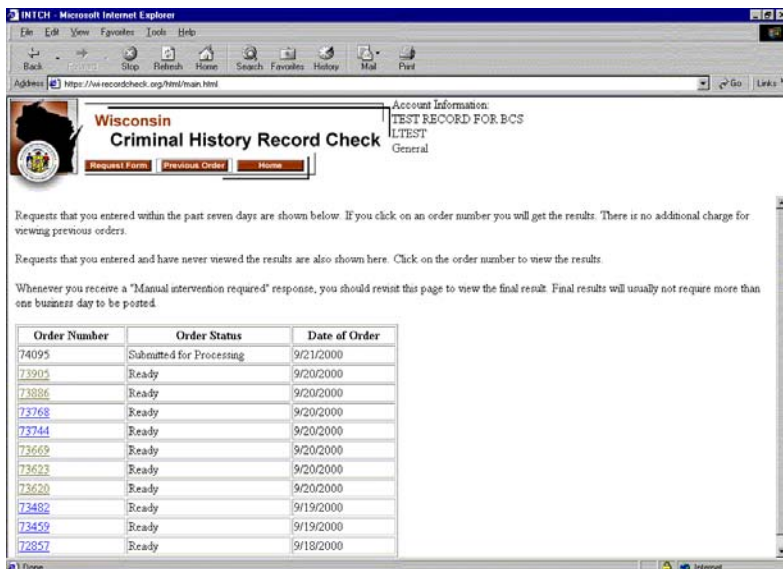 INTCH - Microsoft Internet Explorer
File Edit View Favorites Tools Help
Back Stop Refresh Home Search Favorites History Mail Print
Address https://wi-recordcheck.org/html/main.html Go Links
Wisconsin
Criminal History Record Check
Request Form Previous Order Home
Account Information:
TEST RECORD FOR BCS
LTEST
General
Requests that you entered within the past seven days are shown below. If you click on an order number you will get the results. There is no additional charge for
viewing previous orders.
Requests that you entered and have never viewed the results are also shown here. Click on the order number to view the results.
Whenever you receive a "Manual intervention required" response, you should revisit this page to view the final result. Final results will usually not require more than
one business day to be posted.
Order Number Order Status Date of Order
74095 Submitted for Processing 9/21/2000
73905 Ready 9/20/2000
73886 Ready 9/20/2000
73768 Ready 9/20/2000
73744 Ready 9/20/2000
73669 Ready 9/20/2000
73623 Ready 9/20/2000
73620 Ready 9/20/2000
73482 Ready 9/19/2000
73459 Ready 9/19/2000
72857 Ready 9/18/2000
Done Internet